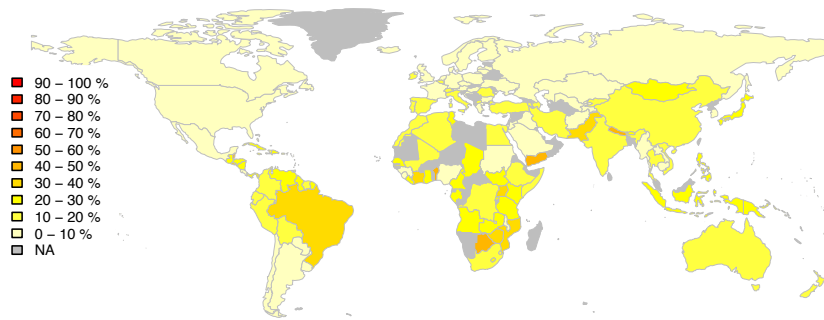 90 – 100 %
80 – 90 %
70 – 80 %
60 – 70 %
50 – 60 %
40 – 50 %
30 – 40 %
20 – 30 %
10 – 20 %
0 – 10 %
NA